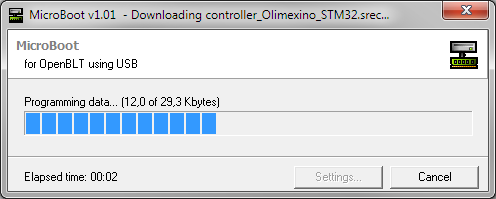 MicroBoot v1.01 - Downloading controller_Olimexino_STM32.srec...
MicroBoot
for OpenBLT using USB
Programming data... (12,0 of 29,3 Kbytes)
Elapsed time: 00:02
Settings...
Cancel